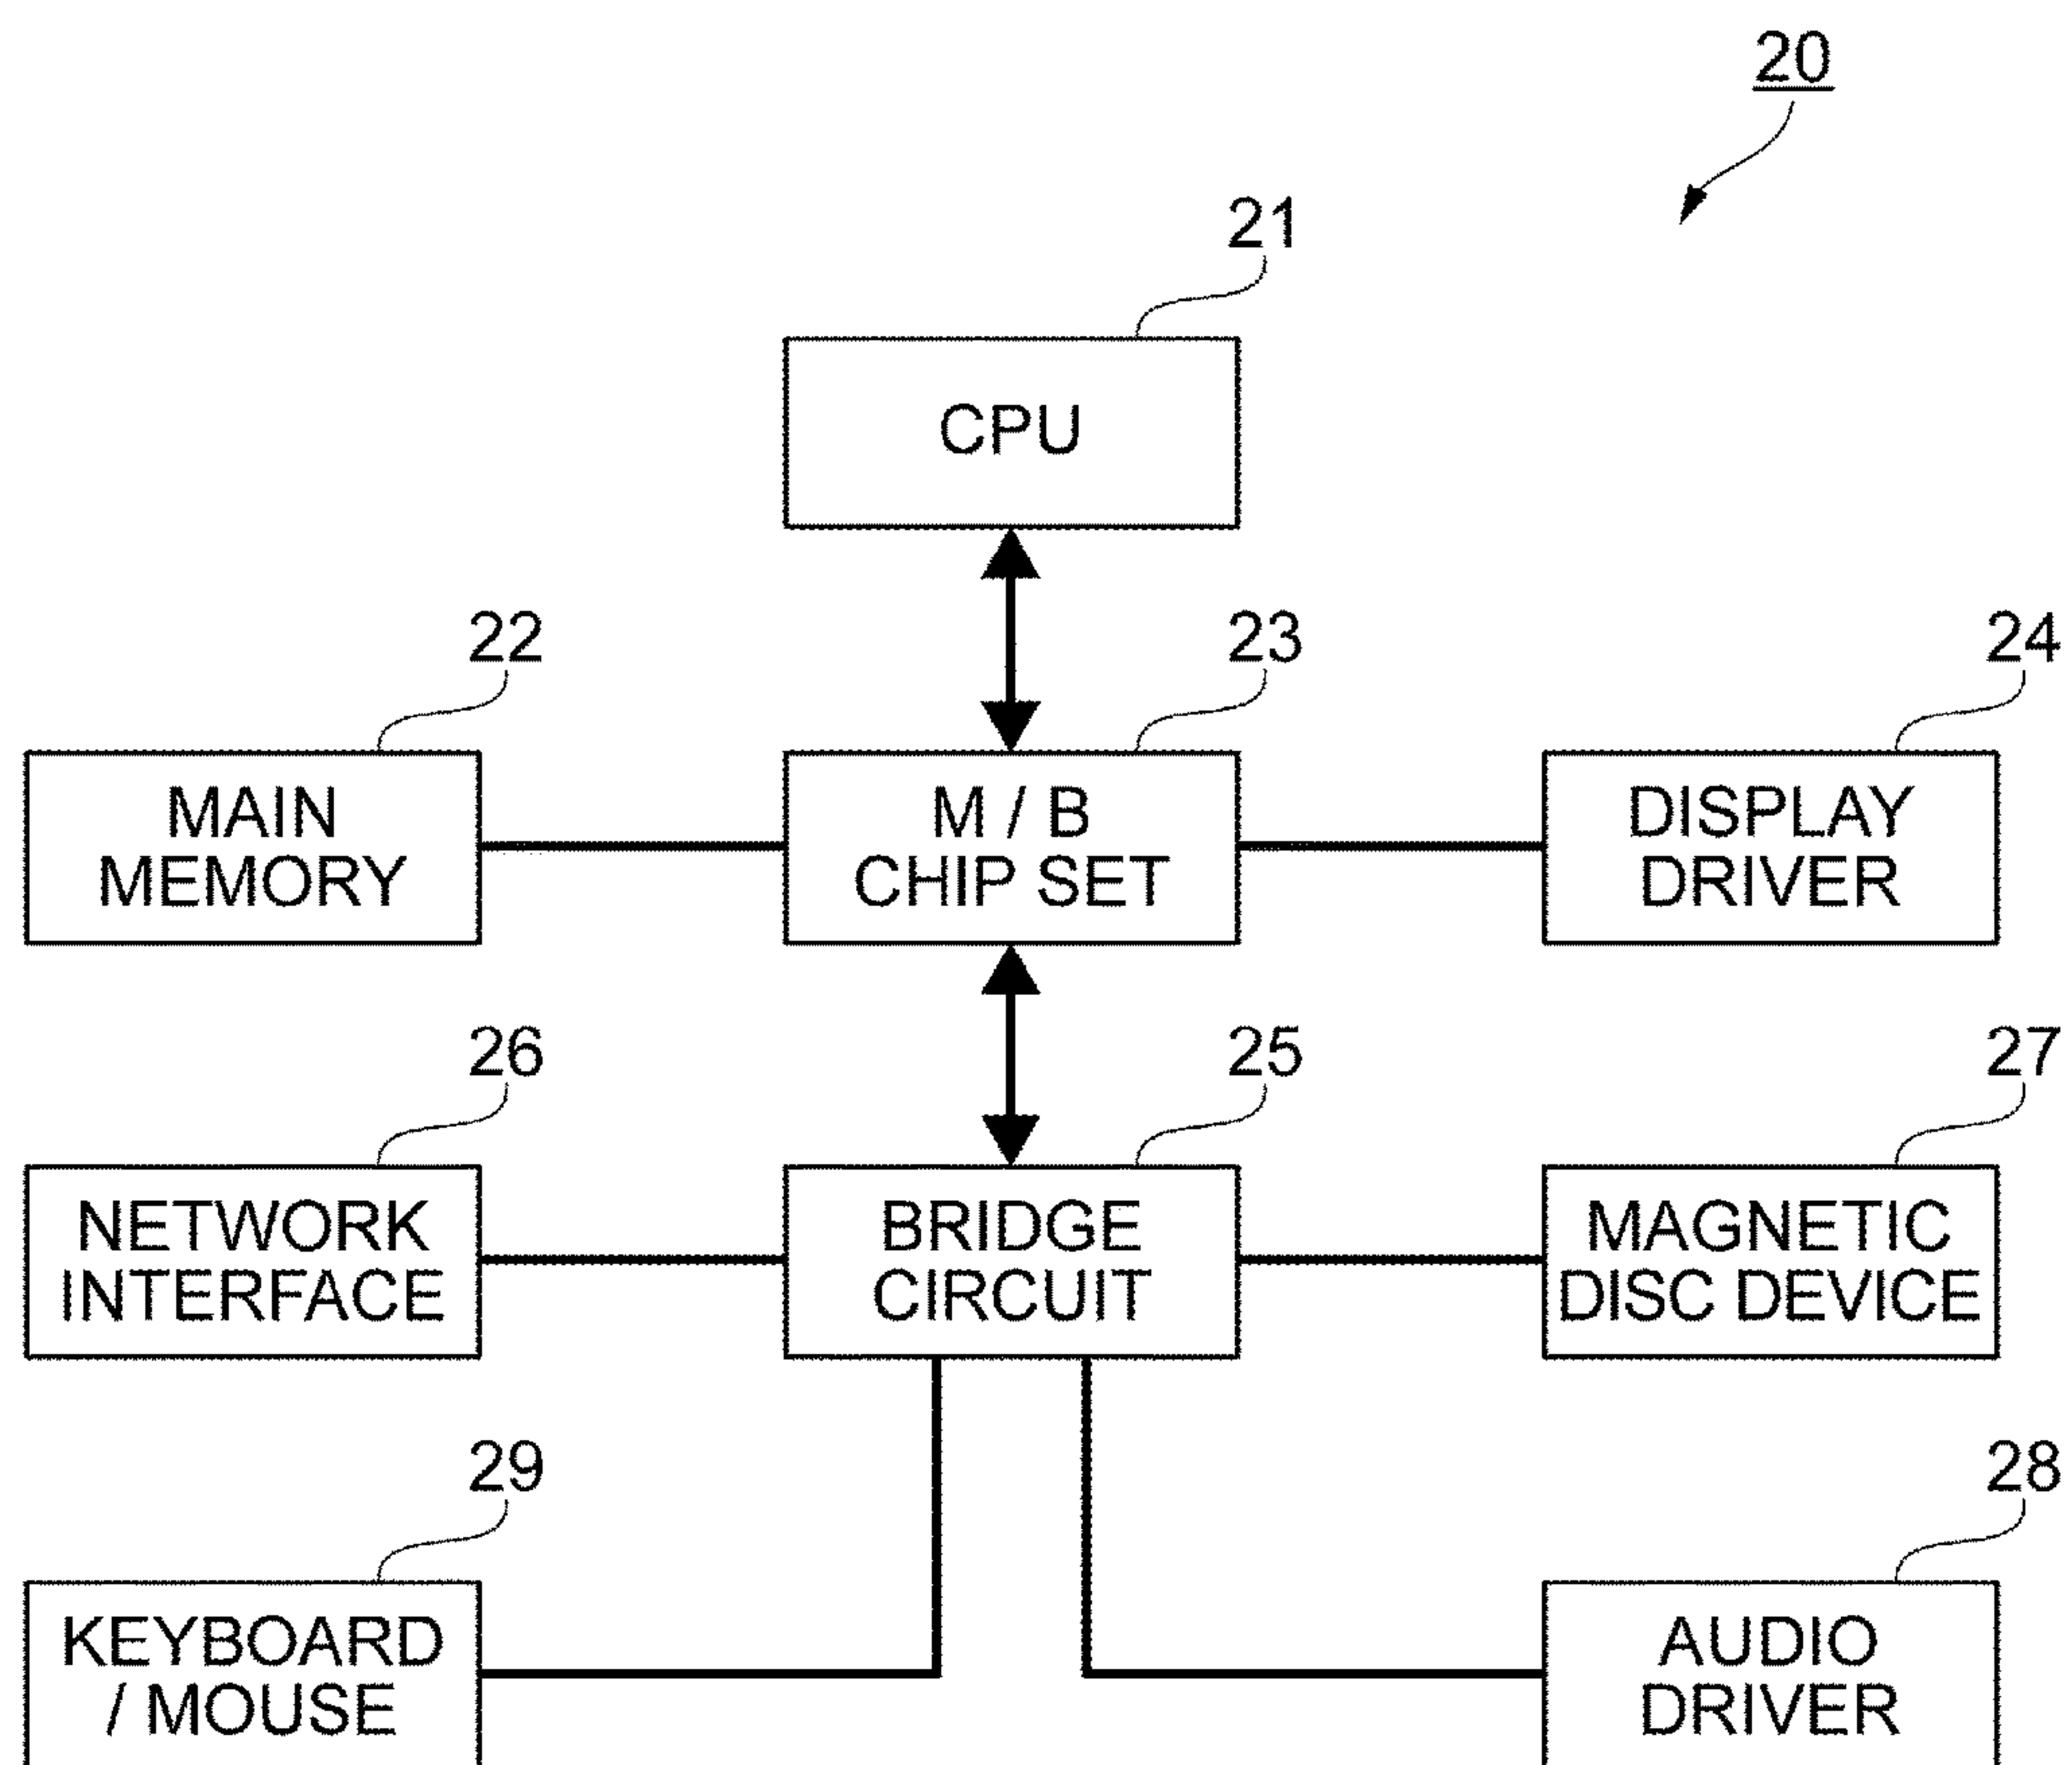 20
21
CPU
22
23
24
MAIN
MEMORY
M / B
CHIP SET
DISPLAY
DRIVER
26
25
27
NETWORK
INTERFACE
BRIDGE
CIRCUIT
MAGNETIC
DISC DEVICE
29
28
KEYBOARD
/ MOUSE
AUDIO
DRIVER